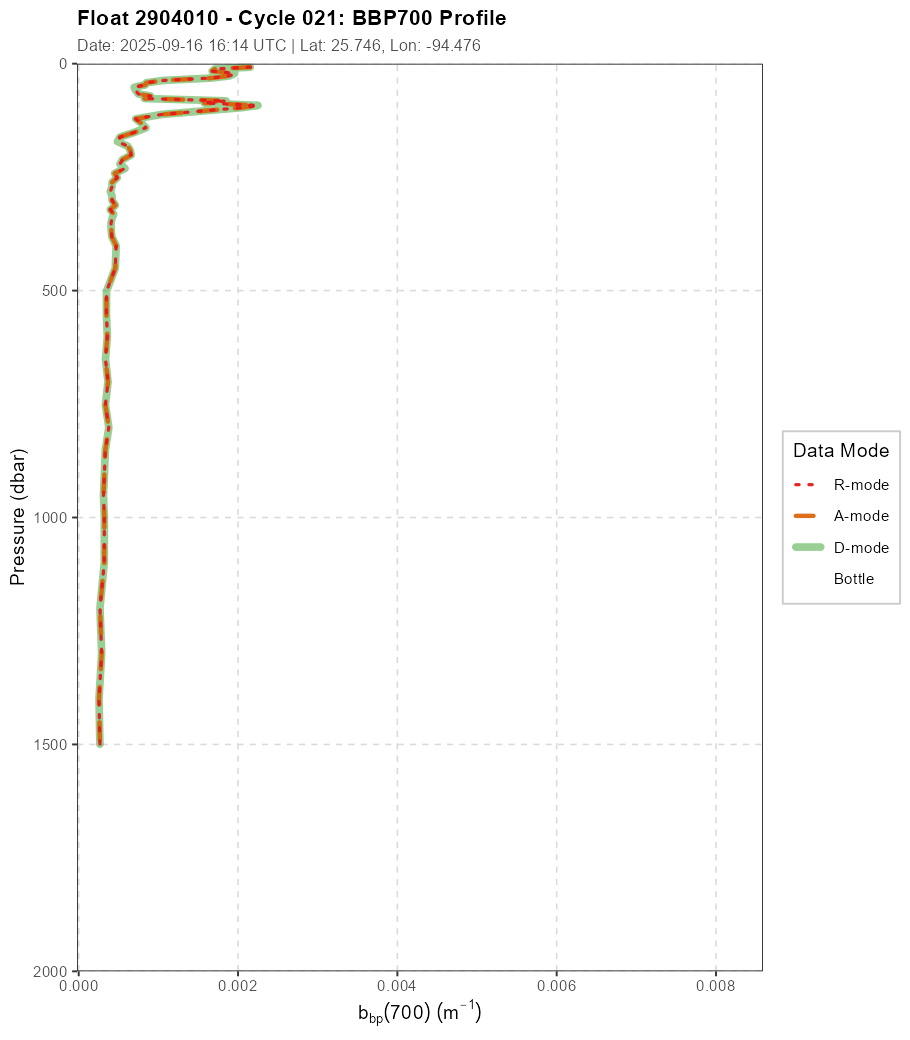 Float 2904010 - Cycle 021: BBP700 Profile
Date: 2025-09-16 16:14 UTC | Lat: 25.746, Lon: -94.476
0
500
1000
1500
2000
Pressure (dbar)
0.000 0.002 0.004 0.006 0.008
b_bp(700) (m⁻¹)
Data Mode
R-mode
A-mode
D-mode
Bottle